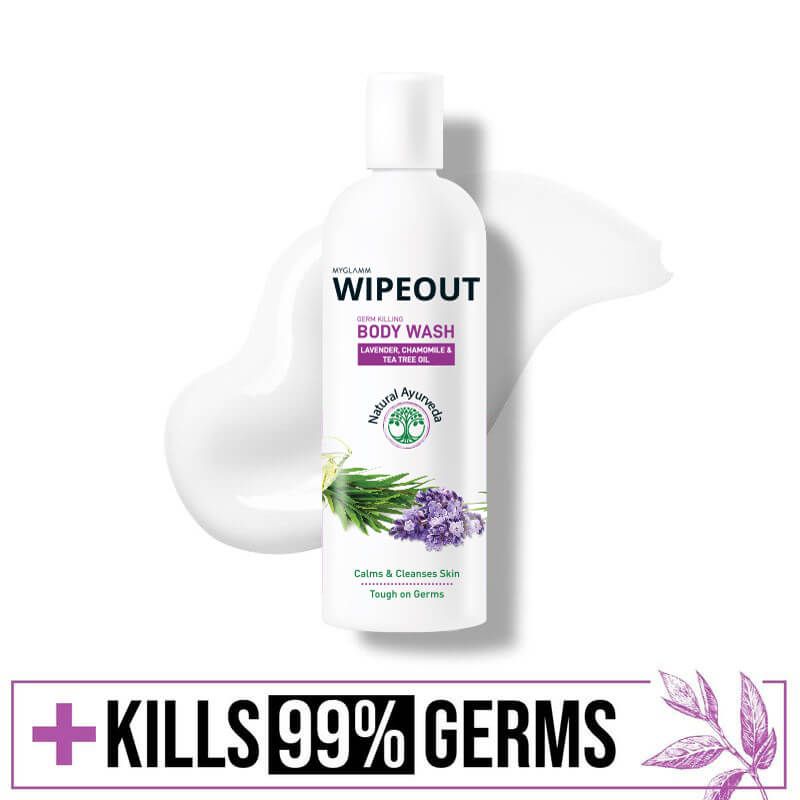 MYGLAMM
WIPEOUT
GERM KILLING
BODY WASH
LAVENDER, CHAMOMILE &
TEA TREE OIL
Natural Ayurveda
Calms & Cleanses Skin
Tough on Germs
+KILLS 99% GERMS